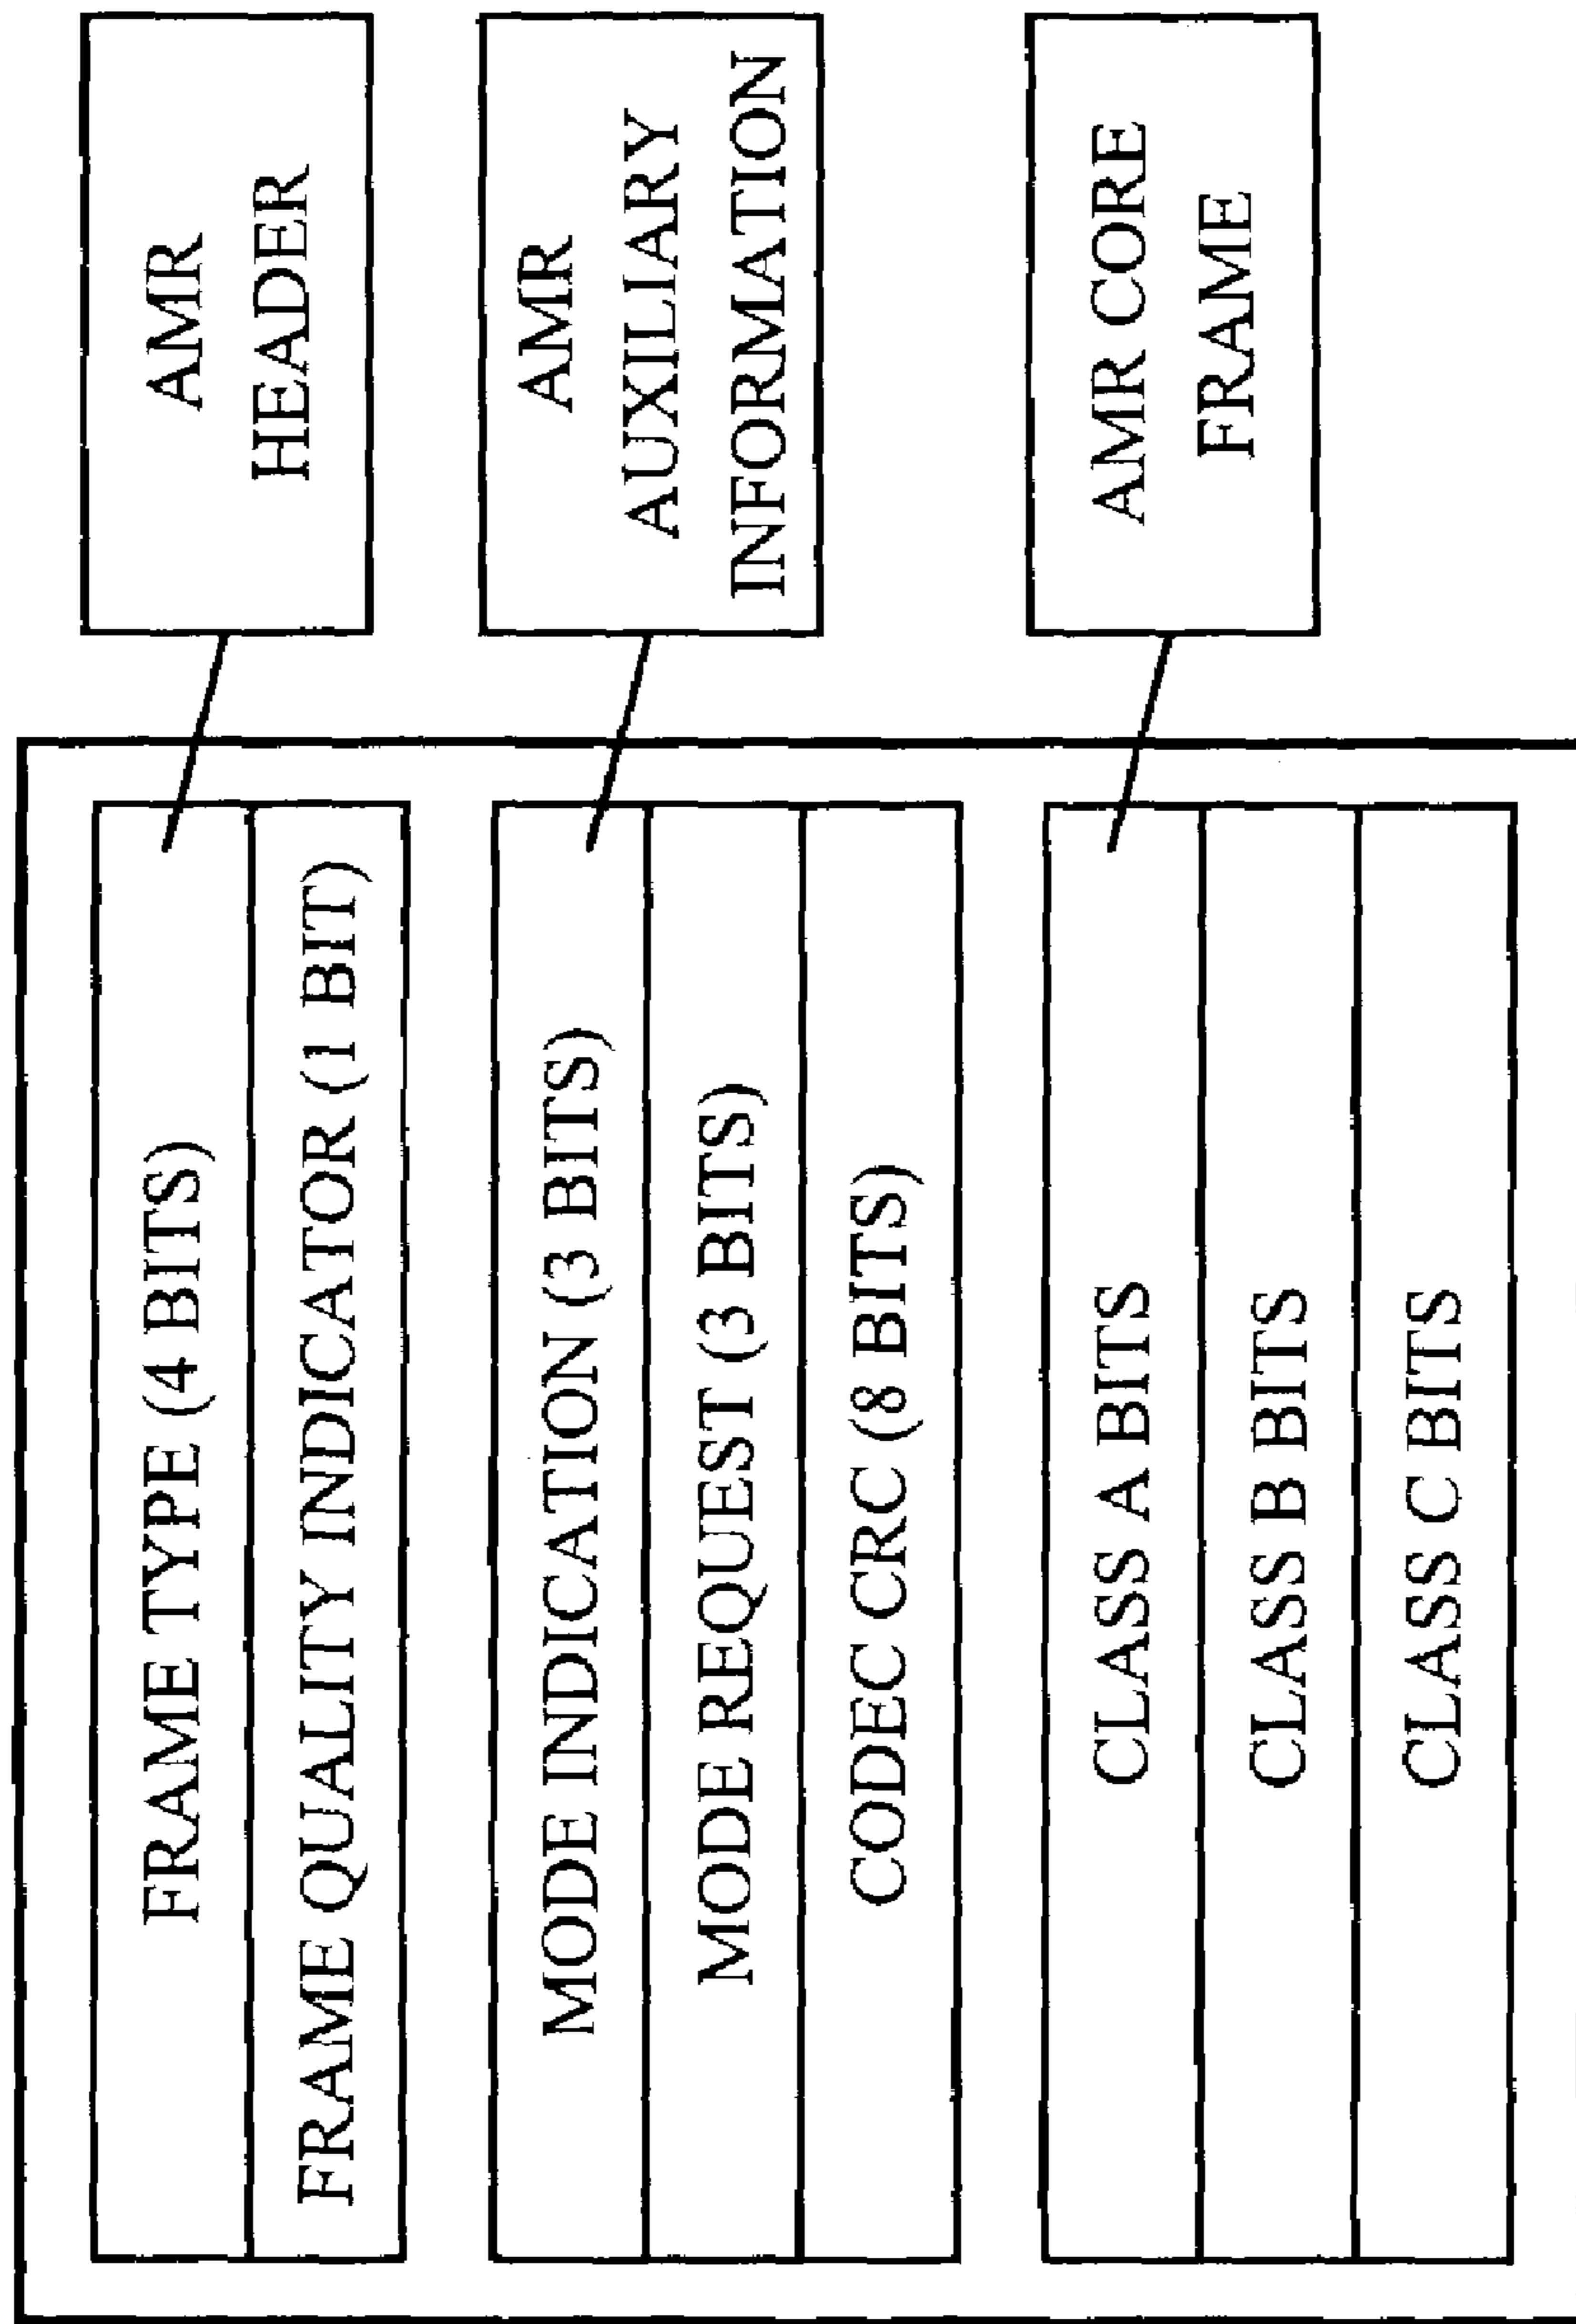 FRAME TYPE (4 BITS)
FRAME QUALITY INDICATOR (1 BIT)
AMR
HEADER
MODE INDICATION (3 BITS)
MODE REQUEST (3 BITS)
CODEC CRC (8 BITS)
AMR
AUXILIARY
INFORMATION
CLASS A BITS
CLASS B BITS
CLASS C BITS
AMR CORE
FRAME